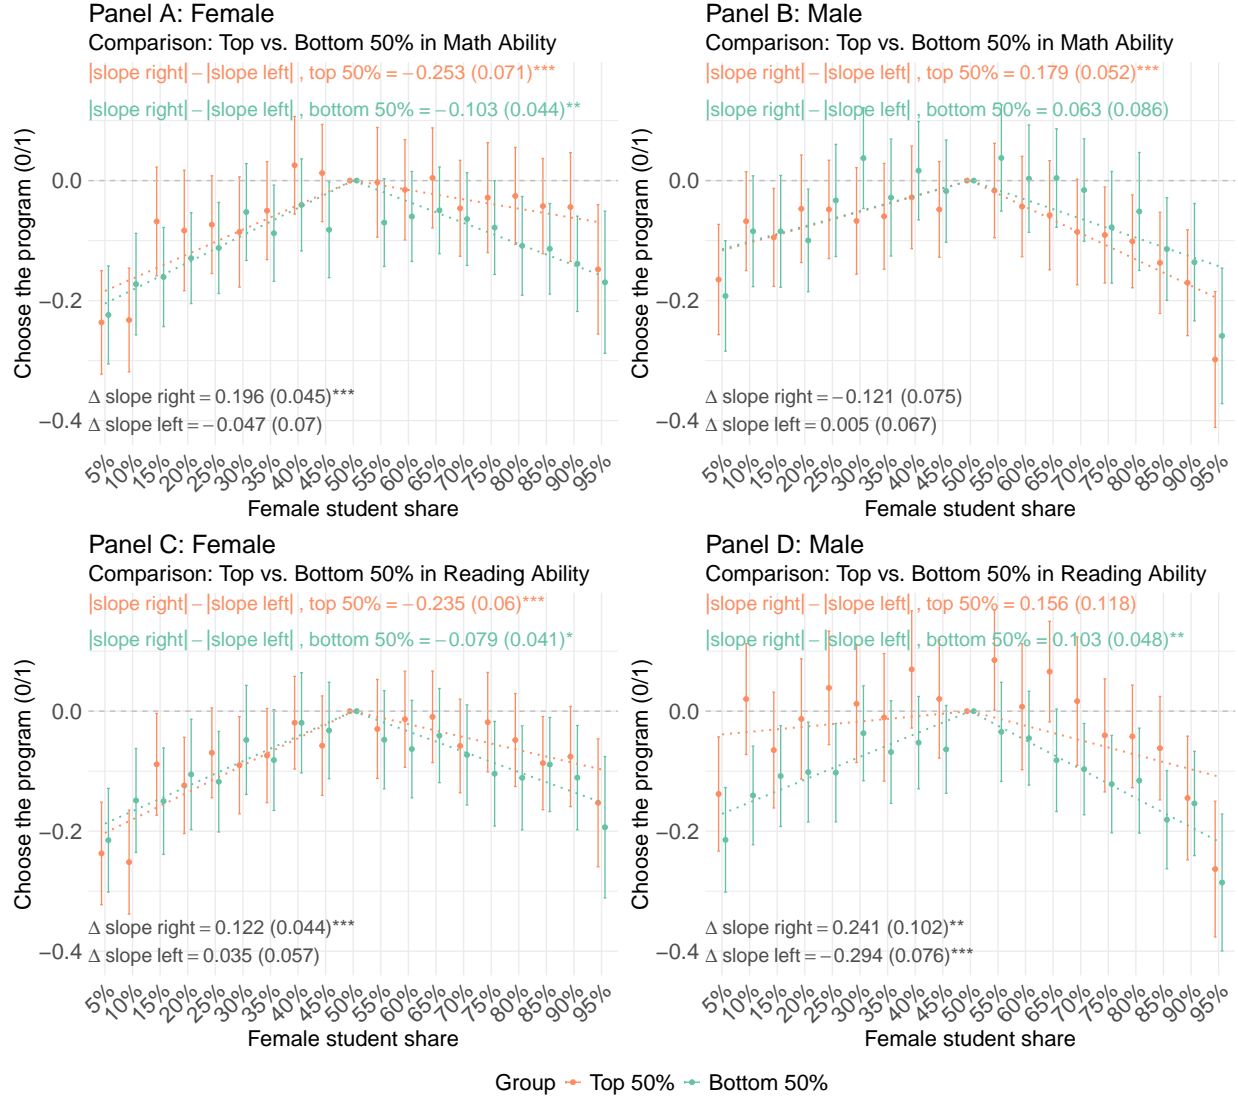 Panel A: Female
Comparison: Top vs. Bottom 50% in Math Ability
|slope right| − |slope left| , top 50% = −0.253 (0.071)***
|slope right| − |slope left| , bottom 50% = −0.103 (0.044)**
Choose the program (0/1)
0.0
−0.2
−0.4
Δ slope right = 0.196 (0.045)***
Δ slope left = −0.047 (0.07)
5% 10% 15% 20% 25% 30% 35% 40% 45% 50% 55% 60% 65% 70% 75% 80% 85% 90% 95%
Female student share
Panel B: Male
Comparison: Top vs. Bottom 50% in Math Ability
|slope right| − |slope left| , top 50% = 0.179 (0.052)***
|slope right| − |slope left| , bottom 50% = 0.063 (0.086)
Choose the program (0/1)
0.0
−0.2
−0.4
Δ slope right = −0.121 (0.075)
Δ slope left = 0.005 (0.067)
5% 10% 15% 20% 25% 30% 35% 40% 45% 50% 55% 60% 65% 70% 75% 80% 85% 90% 95%
Female student share
Panel C: Female
Comparison: Top vs. Bottom 50% in Reading Ability
|slope right| − |slope left| , top 50% = −0.235 (0.06)***
|slope right| − |slope left| , bottom 50% = −0.079 (0.041)*
Choose the program (0/1)
0.0
−0.2
−0.4
Δ slope right = 0.122 (0.044)***
Δ slope left = 0.035 (0.057)
5% 10% 15% 20% 25% 30% 35% 40% 45% 50% 55% 60% 65% 70% 75% 80% 85% 90% 95%
Female student share
Panel D: Male
Comparison: Top vs. Bottom 50% in Reading Ability
|slope right| − |slope left| , top 50% = 0.156 (0.118)
|slope right| − |slope left| , bottom 50% = 0.103 (0.048)**
Choose the program (0/1)
0.0
−0.2
−0.4
Δ slope right = 0.241 (0.102)**
Δ slope left = −0.294 (0.076)***
5% 10% 15% 20% 25% 30% 35% 40% 45% 50% 55% 60% 65% 70% 75% 80% 85% 90% 95%
Female student share
Group Top 50% Bottom 50%